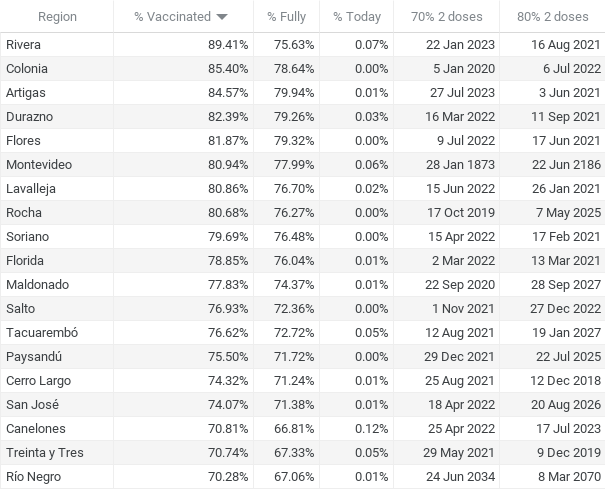 Region % Vaccinated % Fully % Today 70% 2 doses 80% 2 doses
Rivera 89.41% 75.63% 0.07% 22 Jan 2023 16 Aug 2021
Colonia 85.40% 78.64% 0.00% 5 Jan 2020 6 Jul 2022
Artigas 84.57% 79.94% 0.01% 27 Jul 2023 3 Jun 2021
Durazno 82.39% 79.26% 0.03% 16 Mar 2022 11 Sep 2021
Flores 81.87% 79.32% 0.00% 9 Jul 2022 17 Jun 2021
Montevideo 80.94% 77.99% 0.06% 28 Jan 1873 22 Jun 2186
Lavalleja 80.86% 76.70% 0.02% 15 Jun 2022 26 Jan 2021
Rocha 80.68% 76.27% 0.00% 17 Oct 2019 7 May 2025
Soriano 79.69% 76.48% 0.00% 15 Apr 2022 17 Feb 2021
Florida 78.85% 76.04% 0.01% 2 Mar 2022 13 Mar 2021
Maldonado 77.83% 74.37% 0.01% 22 Sep 2020 28 Sep 2027
Salto 76.93% 72.36% 0.00% 1 Nov 2021 27 Dec 2022
Tacuarembó 76.62% 72.72% 0.05% 12 Aug 2021 19 Jan 2027
Paysandú 75.50% 71.72% 0.00% 29 Dec 2021 22 Jul 2025
Cerro Largo 74.32% 71.24% 0.01% 25 Aug 2021 12 Dec 2018
San José 74.07% 71.38% 0.01% 18 Apr 2022 20 Aug 2026
Canelones 70.81% 66.81% 0.12% 25 Apr 2022 17 Jul 2023
Treinta y Tres 70.74% 67.33% 0.05% 29 May 2021 9 Dec 2019
Río Negro 70.28% 67.06% 0.01% 24 Jun 2034 8 Mar 2070